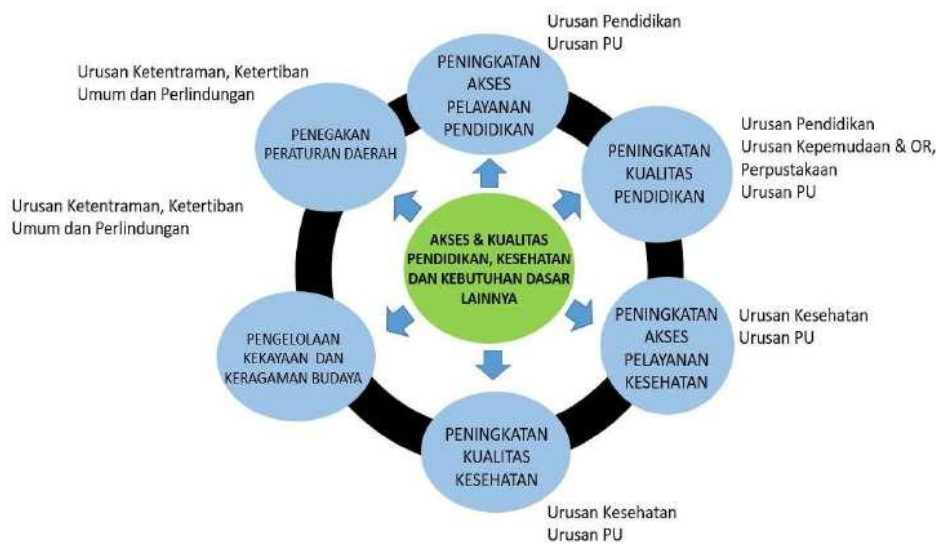 Urusan Pendidikan
Urusan PU
PENINGKATAN
AKSES
PELAYANAN
PENDIDIKAN
Urusan Ketentraman, Ketertiban
Umum dan Perlindungan
PENEGAKAN
PERATURAN DAERAH
PENINGKATAN
KUALITAS
PENDIDIKAN
Urusan Pendidikan
Urusan Kepemudaan & OR,
Perpustakaan
Urusan PU
Urusan Ketentraman, Ketertiban
Umum dan Perlindungan
AKSES & KUALITAS
PENDIDIKAN, KESEHATAN
DAN KEBUTUHAN DASAR
LAINNYA
PENGELOLAAN
KEKAYAAN DAN
KERAGAMAN BUDAYA
PENINGKATAN
AKSES
PELAYANAN
KESEHATAN
Urusan Kesehatan
Urusan PU
PENINGKATAN
KUALITAS
KESEHATAN
Urusan Kesehatan
Urusan PU